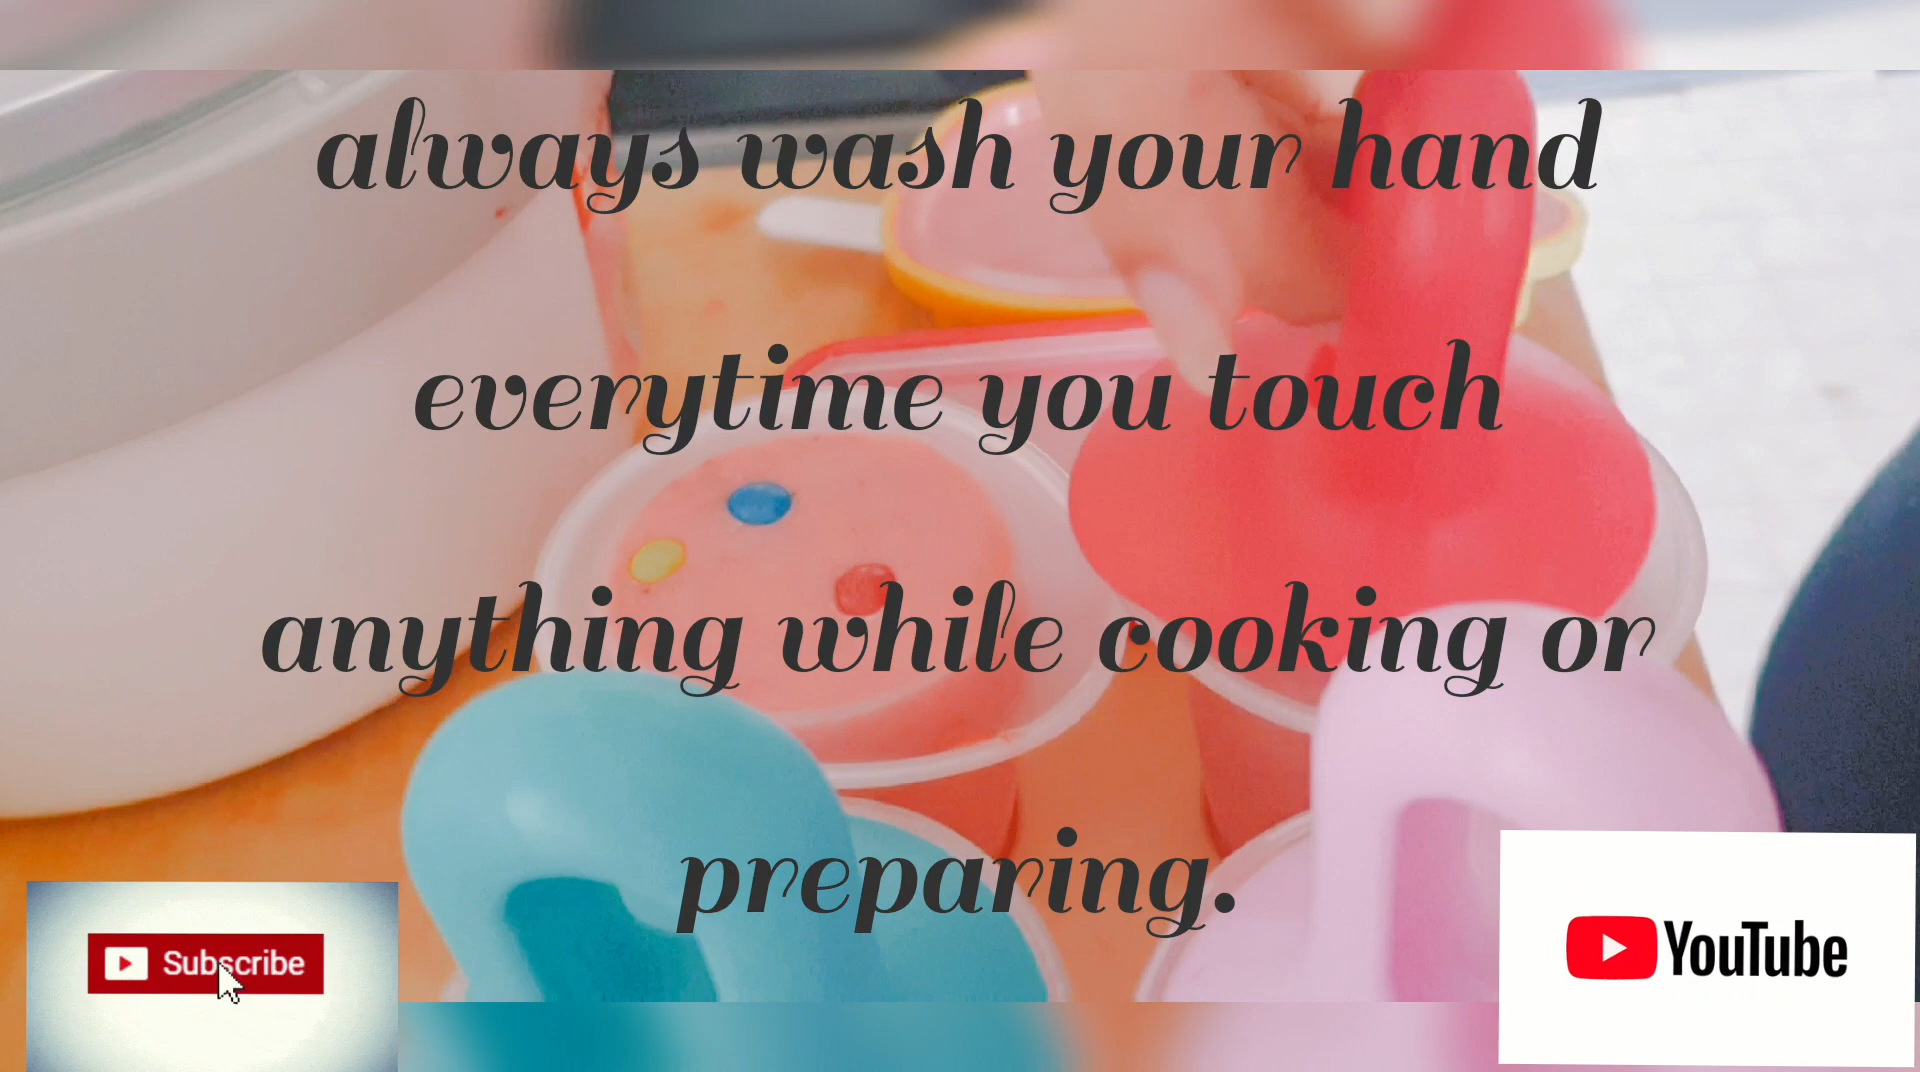 always wash your hand
everytime you touch
anything while cooking or
preparing.
Subscribe
YouTube